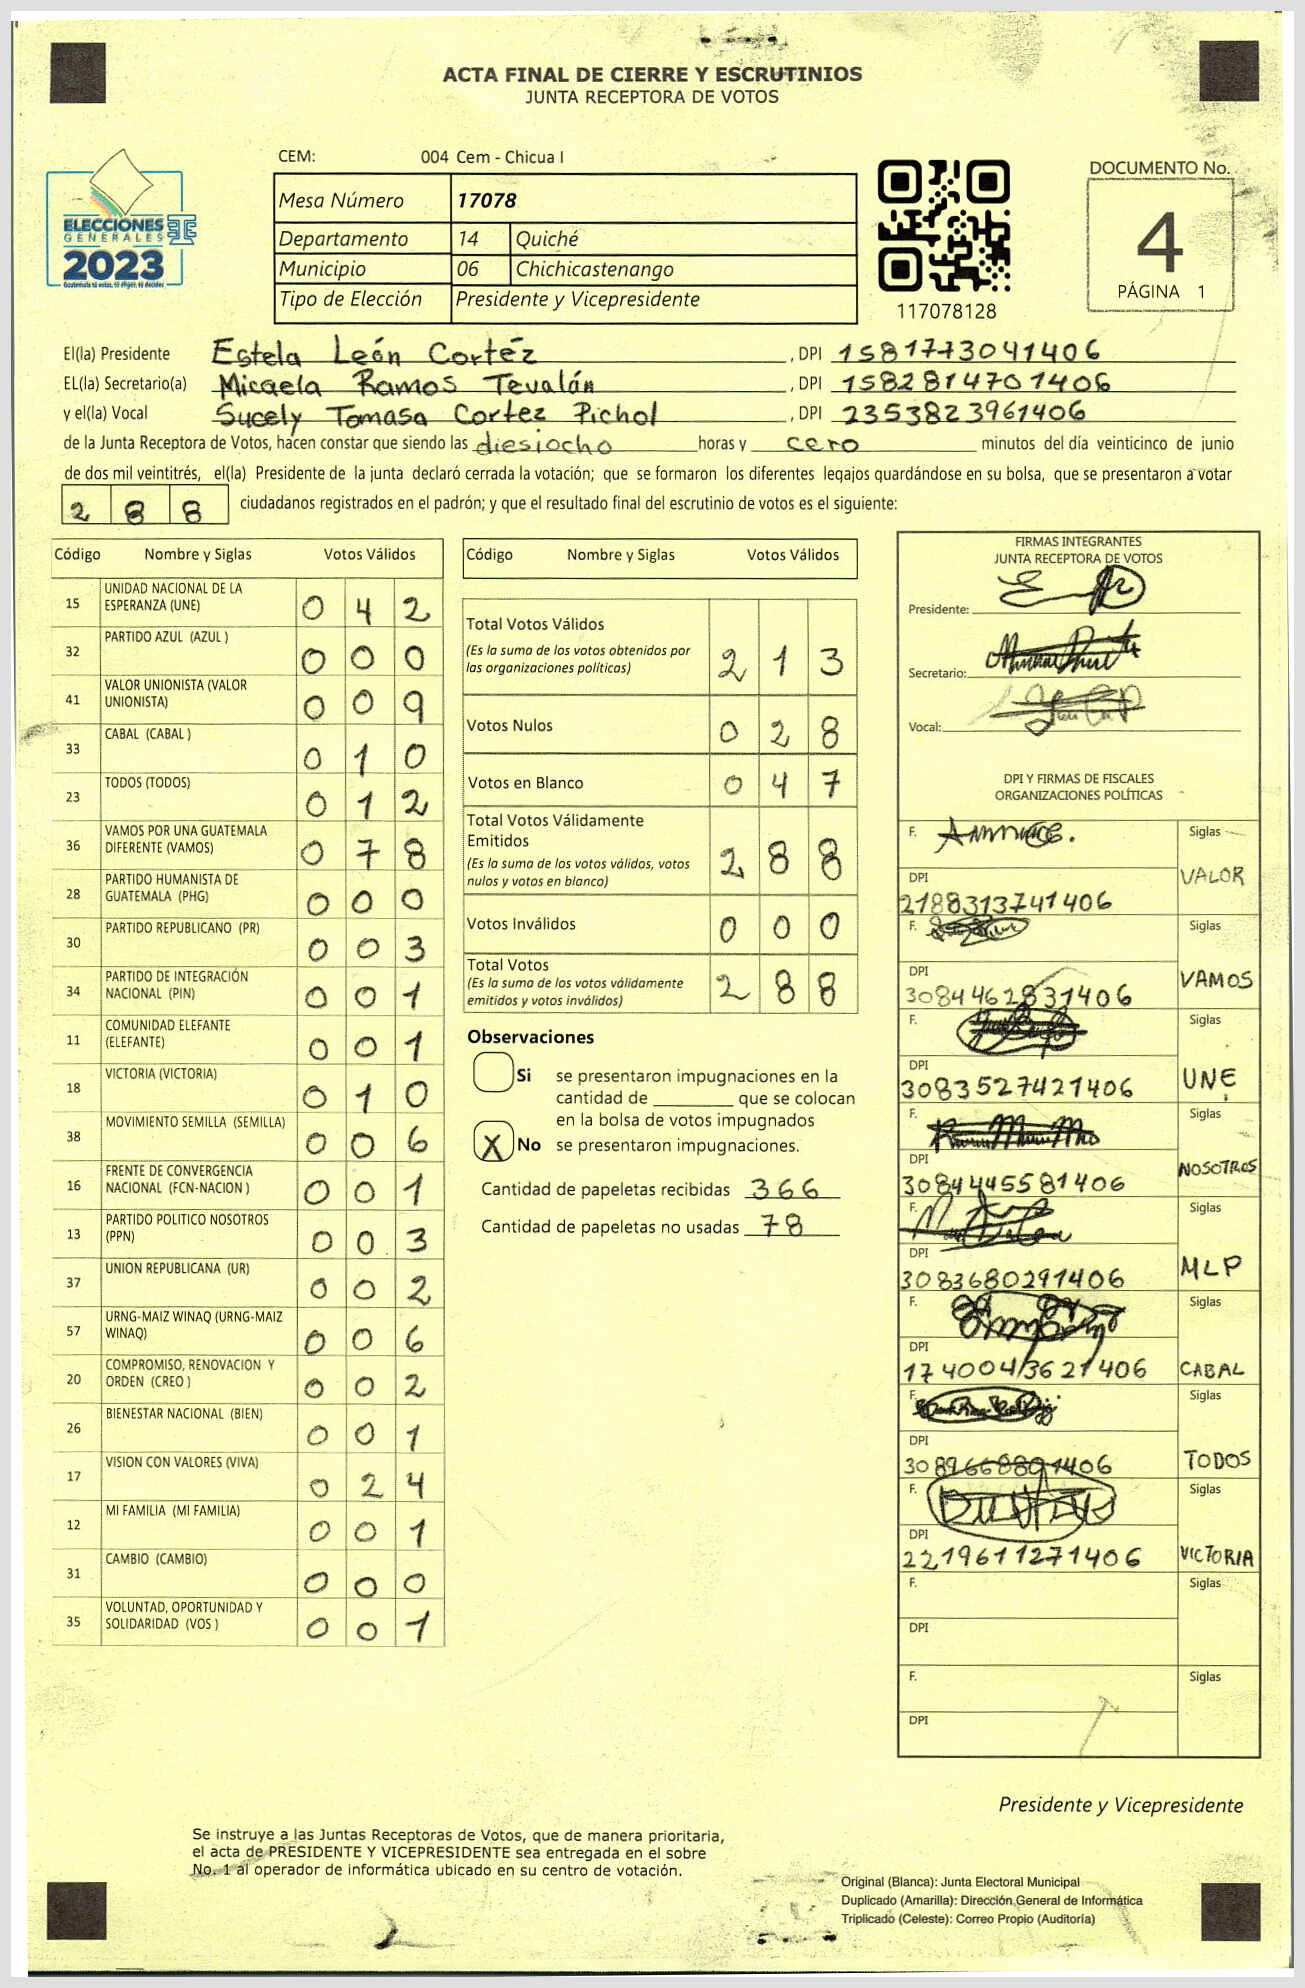 ACTA FINAL DE CIERRE Y ESCRUTINIOS
JUNTA RECEPTORA DE VOTOS
CEM: 004 Cem - Chicua I
ELECCIONES
GENERALES
2023
Guatemala tú votas, tú eliges, tú decides
Mesa Número 17078
Departamento 14 Quiché
Municipio 06 Chichicastenango
Tipo de Elección Presidente y Vicepresidente
117078128
DOCUMENTO No.
4
PÁGINA 1
El(la) Presidente Estela León Cortéz , DPI 1581773041406
EL(la) Secretario(a) Micaela Ramos Tevalán , DPI 1582814701406
y el(la) Vocal Sucely Tomasa Cortez Pichol , DPI 2353823961406
de la Junta Receptora de Votos, hacen constar que siendo las diesiocho horas y cero minutos del día veinticinco de junio
de dos mil veintitrés, el(la) Presidente de la junta declaró cerrada la votación; que se formaron los diferentes legajos guardándose en su bolsa, que se presentaron a votar
2 8 8 ciudadanos registrados en el padrón; y que el resultado final del escrutinio de votos es el siguiente:
Código Nombre y Siglas Votos Válidos
15 UNIDAD NACIONAL DE LA ESPERANZA (UNE) 0 4 2
32 PARTIDO AZUL (AZUL ) 0 0 0
41 VALOR UNIONISTA (VALOR UNIONISTA) 0 0 9
33 CABAL (CABAL ) 0 1 0
23 TODOS (TODOS) 0 1 2
36 VAMOS POR UNA GUATEMALA DIFERENTE (VAMOS) 0 7 8
28 PARTIDO HUMANISTA DE GUATEMALA (PHG) 0 0 0
30 PARTIDO REPUBLICANO (PR) 0 0 3
34 PARTIDO DE INTEGRACIÓN NACIONAL (PIN) 0 0 1
11 COMUNIDAD ELEFANTE (ELEFANTE) 0 0 1
18 VICTORIA (VICTORIA) 0 1 0
38 MOVIMIENTO SEMILLA (SEMILLA) 0 0 6
16 FRENTE DE CONVERGENCIA NACIONAL (FCN-NACION ) 0 0 1
13 PARTIDO POLITICO NOSOTROS (PPN) 0 0 3
37 UNION REPUBLICANA (UR) 0 0 2
57 URNG-MAIZ WINAQ (URNG-MAIZ WINAQ) 0 0 6
20 COMPROMISO, RENOVACION Y ORDEN (CREO ) 0 0 2
26 BIENESTAR NACIONAL (BIEN) 0 0 1
17 VISION CON VALORES (VIVA) 0 2 4
12 MI FAMILIA (MI FAMILIA) 0 0 1
31 CAMBIO (CAMBIO) 0 0 0
35 VOLUNTAD, OPORTUNIDAD Y SOLIDARIDAD (VOS ) 0 0 1
Código Nombre y Siglas Votos Válidos
Total Votos Válidos 2 1 3
(Es la suma de los votos obtenidos por
las organizaciones políticas)
Votos Nulos 0 2 8
Votos en Blanco 0 4 7
Total Votos Válidamente
Emitidos 2 8 8
(Es la suma de los votos válidos, votos
nulos y votos en blanco)
Votos Inválidos 0 0 0
Total Votos 2 8 8
(Es la suma de los votos válidamente
emitidos y votos inválidos)
Observaciones
Si se presentaron impugnaciones en la
cantidad de ________ que se colocan
en la bolsa de votos impugnados
X No se presentaron impugnaciones.
Cantidad de papeletas recibidas 366
Cantidad de papeletas no usadas 78
FIRMAS INTEGRANTES
JUNTA RECEPTORA DE VOTOS
Presidente:
Secretario:
Vocal:
DPI Y FIRMAS DE FISCALES
ORGANIZACIONES POLÍTICAS
F. Siglas
VALOR
DPI
2188313741406
F. Siglas
VAMOS
DPI
3084462831406
F. Siglas
UNE
DPI
3083527421406
F. Siglas
NOSOTROS
DPI
3084445581406
F. Siglas
MLP
DPI
3083680291406
F. Siglas
CABAL
DPI
1740043621406
F. Siglas
TODOS
DPI
3089668801406
F. Siglas
VICTORIA
DPI
2219611271406
F. Siglas
DPI
F. Siglas
DPI
Presidente y Vicepresidente
Se instruye a las Juntas Receptoras de Votos, que de manera prioritaria,
el acta de PRESIDENTE Y VICEPRESIDENTE sea entregada en el sobre
No. 1 al operador de informática ubicado en su centro de votación.
Original (Blanca): Junta Electoral Municipal
Duplicado (Amarilla): Dirección General de Informática
Triplicado (Celeste): Correo Propio (Auditoría)